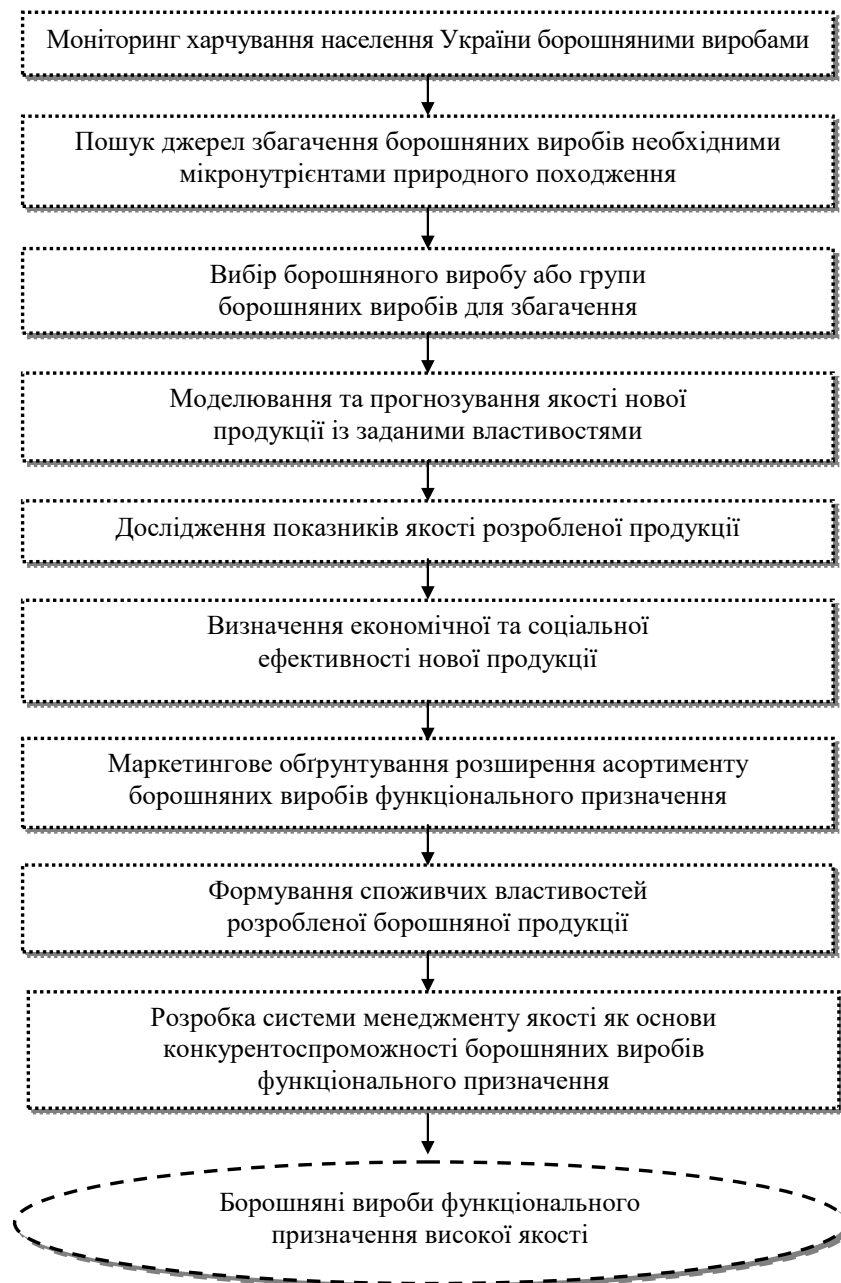 Моніторинг харчування населення України борошняними виробами
Пошук джерел збагачення борошняних виробів необхідними
мікронутрієнтами природного походження
Вибір борошняного виробу або групи
борошняних виробів для збагачення
Моделювання та прогнозування якості нової
продукції із заданими властивостями
Дослідження показників якості розробленої продукції
Визначення економічної та соціальної
ефективності нової продукції
Маркетингове обґрунтування розширення асортименту
борошняних виробів функціонального призначення
Формування споживчих властивостей
розробленої борошняної продукції
Розробка системи менеджменту якості як основи
конкурентоспроможності борошняних виробів
функціонального призначення
Борошняні вироби функціонального
призначення високої якості